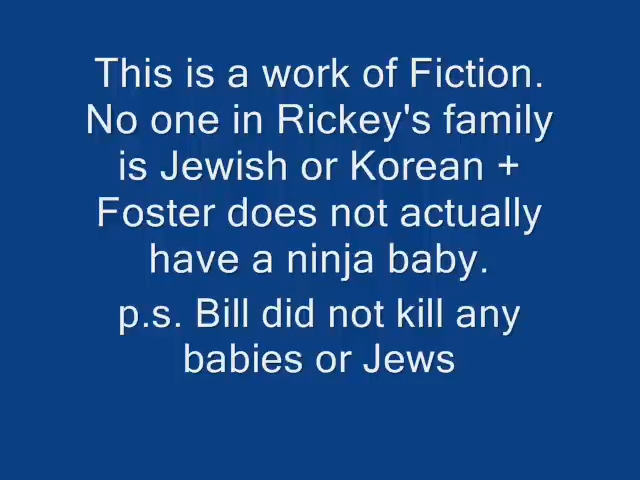 This is a work of Fiction.
No one in Rickey's family
is Jewish or Korean +
Foster does not actually
have a ninja baby.
p.s. Bill did not kill any
babies or Jews